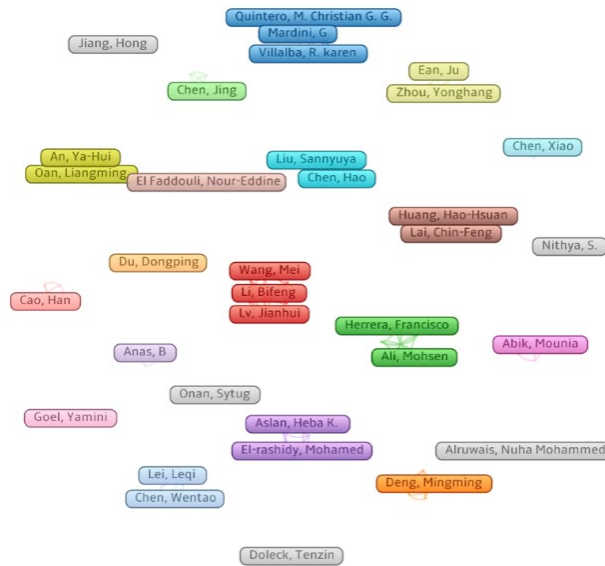 Quintero, M. Christian G. G.
Mardini, G
Jiang, Hong
Villalba, R. karen
Ean, Ju
Chen, Jing
Zhou, Yonghang
Chen, Xiao
An, Ya-Hui
Liu, Sannyuya
Oan, Liangming
El Faddouli, Nour-Eddine
Chen, Hao
Huang, Hao-Hsuan
Lai, Chin-Feng
Nithya, S.
Du, Dongping
Wang, Mei
Li, Bifeng
Cao, Han
Lv, Jianhui
Herrera, Francisco
Abik, Mounia
Anas, B
Ali, Mohsen
Onan, Sytug
Goel, Yamini
Aslan, Heba K.
El-rashidy, Mohamed
Alruwais, Nuha Mohammed
Lei, Leqi
Deng, Mingming
Chen, Wentao
Doleck, Tenzin